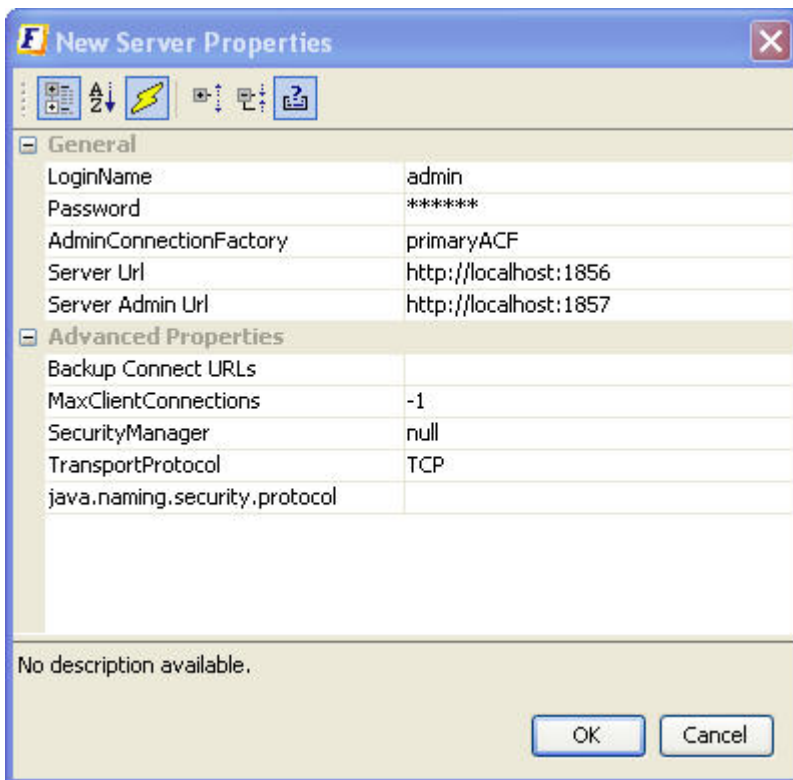 F New Server Properties
A
Z
General
LoginName admin
Password ******
AdminConnectionFactory primaryACF
Server Url http://localhost:1856
Server Admin Url http://localhost:1857
Advanced Properties
Backup Connect URLs
MaxClientConnections -1
SecurityManager null
TransportProtocol TCP
java.naming.security.protocol
No description available.
OK Cancel